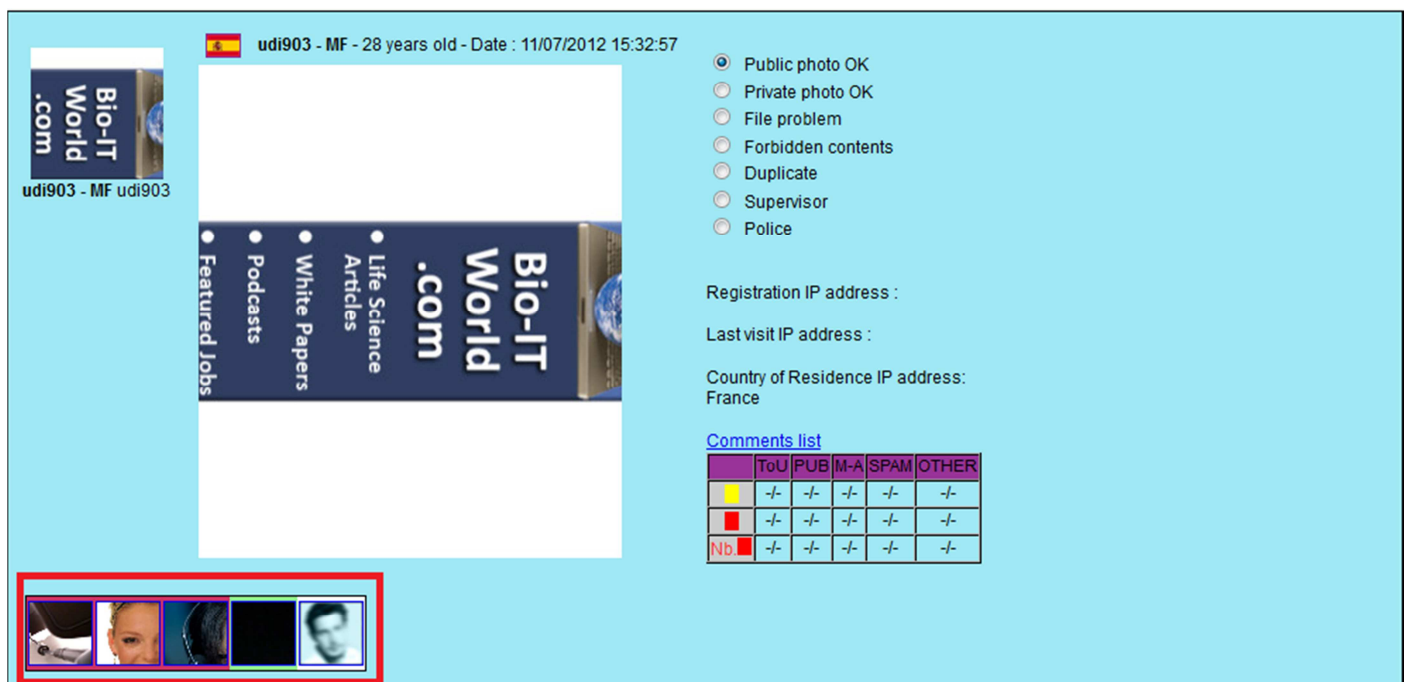 udi903 - MF - 28 years old - Date : 11/07/2012 15:32:57
Bio-IT
World
.com
udi903 - MF udi903
Bio-IT
World
.com
● Life Science
Articles
● White Papers
● Podcasts
● Featured Jobs
Public photo OK
Private photo OK
File problem
Forbidden contents
Duplicate
Supervisor
Police
Registration IP address :
Last visit IP address :
Country of Residence IP address:
France
Comments list
ToU PUB M-A SPAM OTHER
-/- -/- -/- -/- -/-
-/- -/- -/- -/- -/-
Nb. -/- -/- -/- -/- -/-